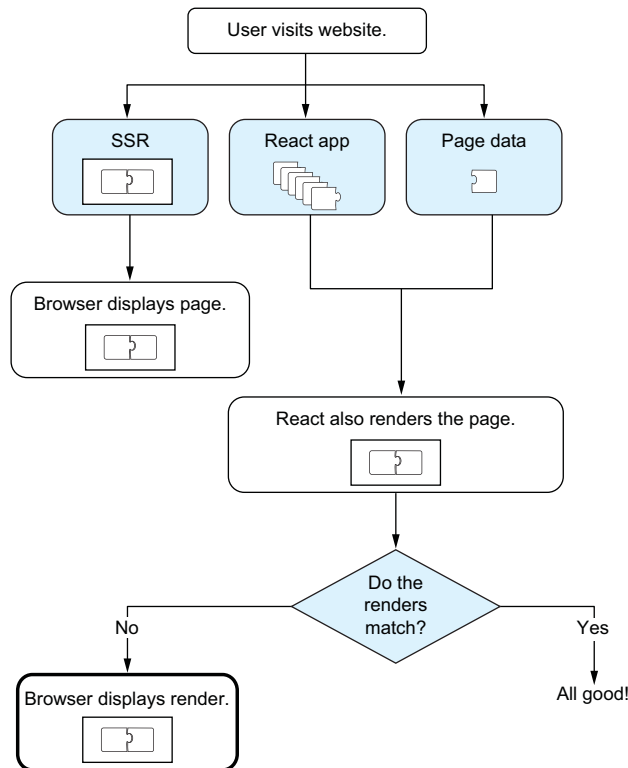 User visits website.
SSR
React app
Page data
Browser displays page.
React also renders the page.
Do the
renders
match?
No
Yes
Browser displays render.
All good!